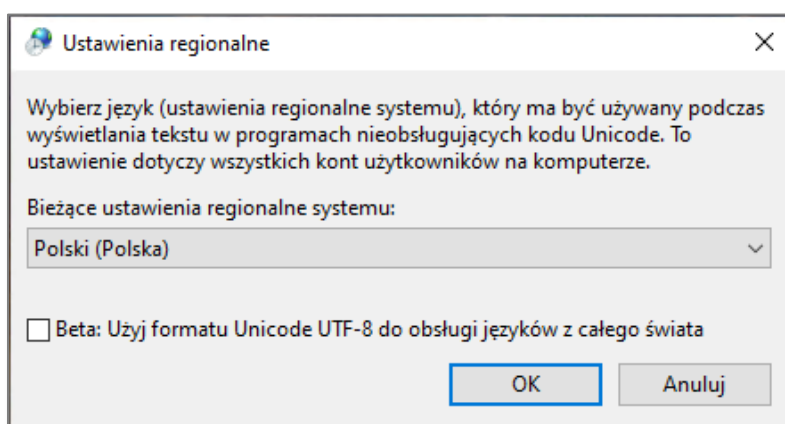 Ustawienia regionalne
Wybierz język (ustawienia regionalne systemu), który ma być używany podczas
wyświetlania tekstu w programach nieobsługujących kodu Unicode. To
ustawienie dotyczy wszystkich kont użytkowników na komputerze.
Bieżące ustawienia regionalne systemu:
Polski (Polska)
Beta: Użyj formatu Unicode UTF-8 do obsługi języków z całego świata
OK
Anuluj